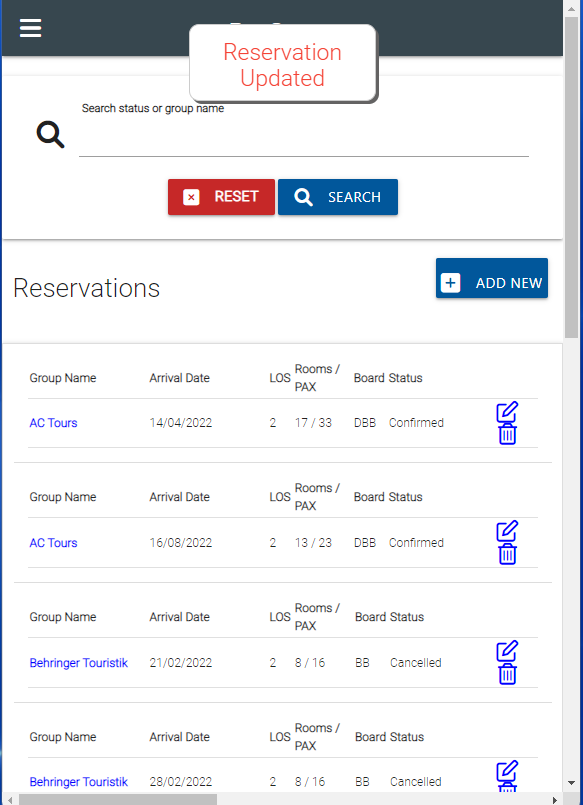 Reservation
Updated
Search status or group name
RESET
SEARCH
Reservations
ADD NEW
Group Name Arrival Date LOS Rooms / PAX Board Status
AC Tours 14/04/2022 2 17 / 33 DBB Confirmed
Group Name Arrival Date LOS Rooms / PAX Board Status
AC Tours 16/08/2022 2 13 / 23 DBB Confirmed
Group Name Arrival Date LOS Rooms / PAX Board Status
Behringer Touristik 21/02/2022 2 8 / 16 BB Cancelled
Group Name Arrival Date LOS Rooms / PAX Board Status
Behringer Touristik 28/02/2022 2 8 / 16 BB Cancelled